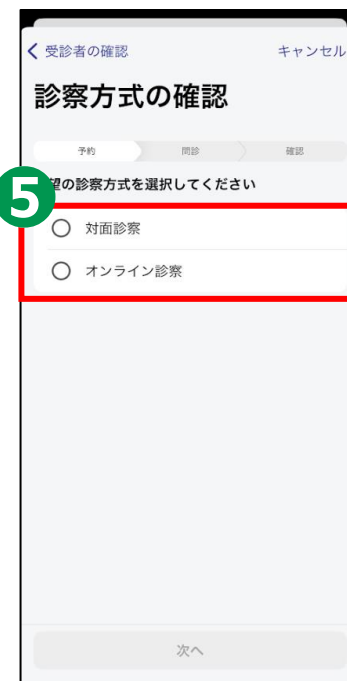 受診者の確認 キャンセル
診察方式の確認
予約 問診 確認
望の診察方式を選択してください
5
対面診察
オンライン診察
次へ